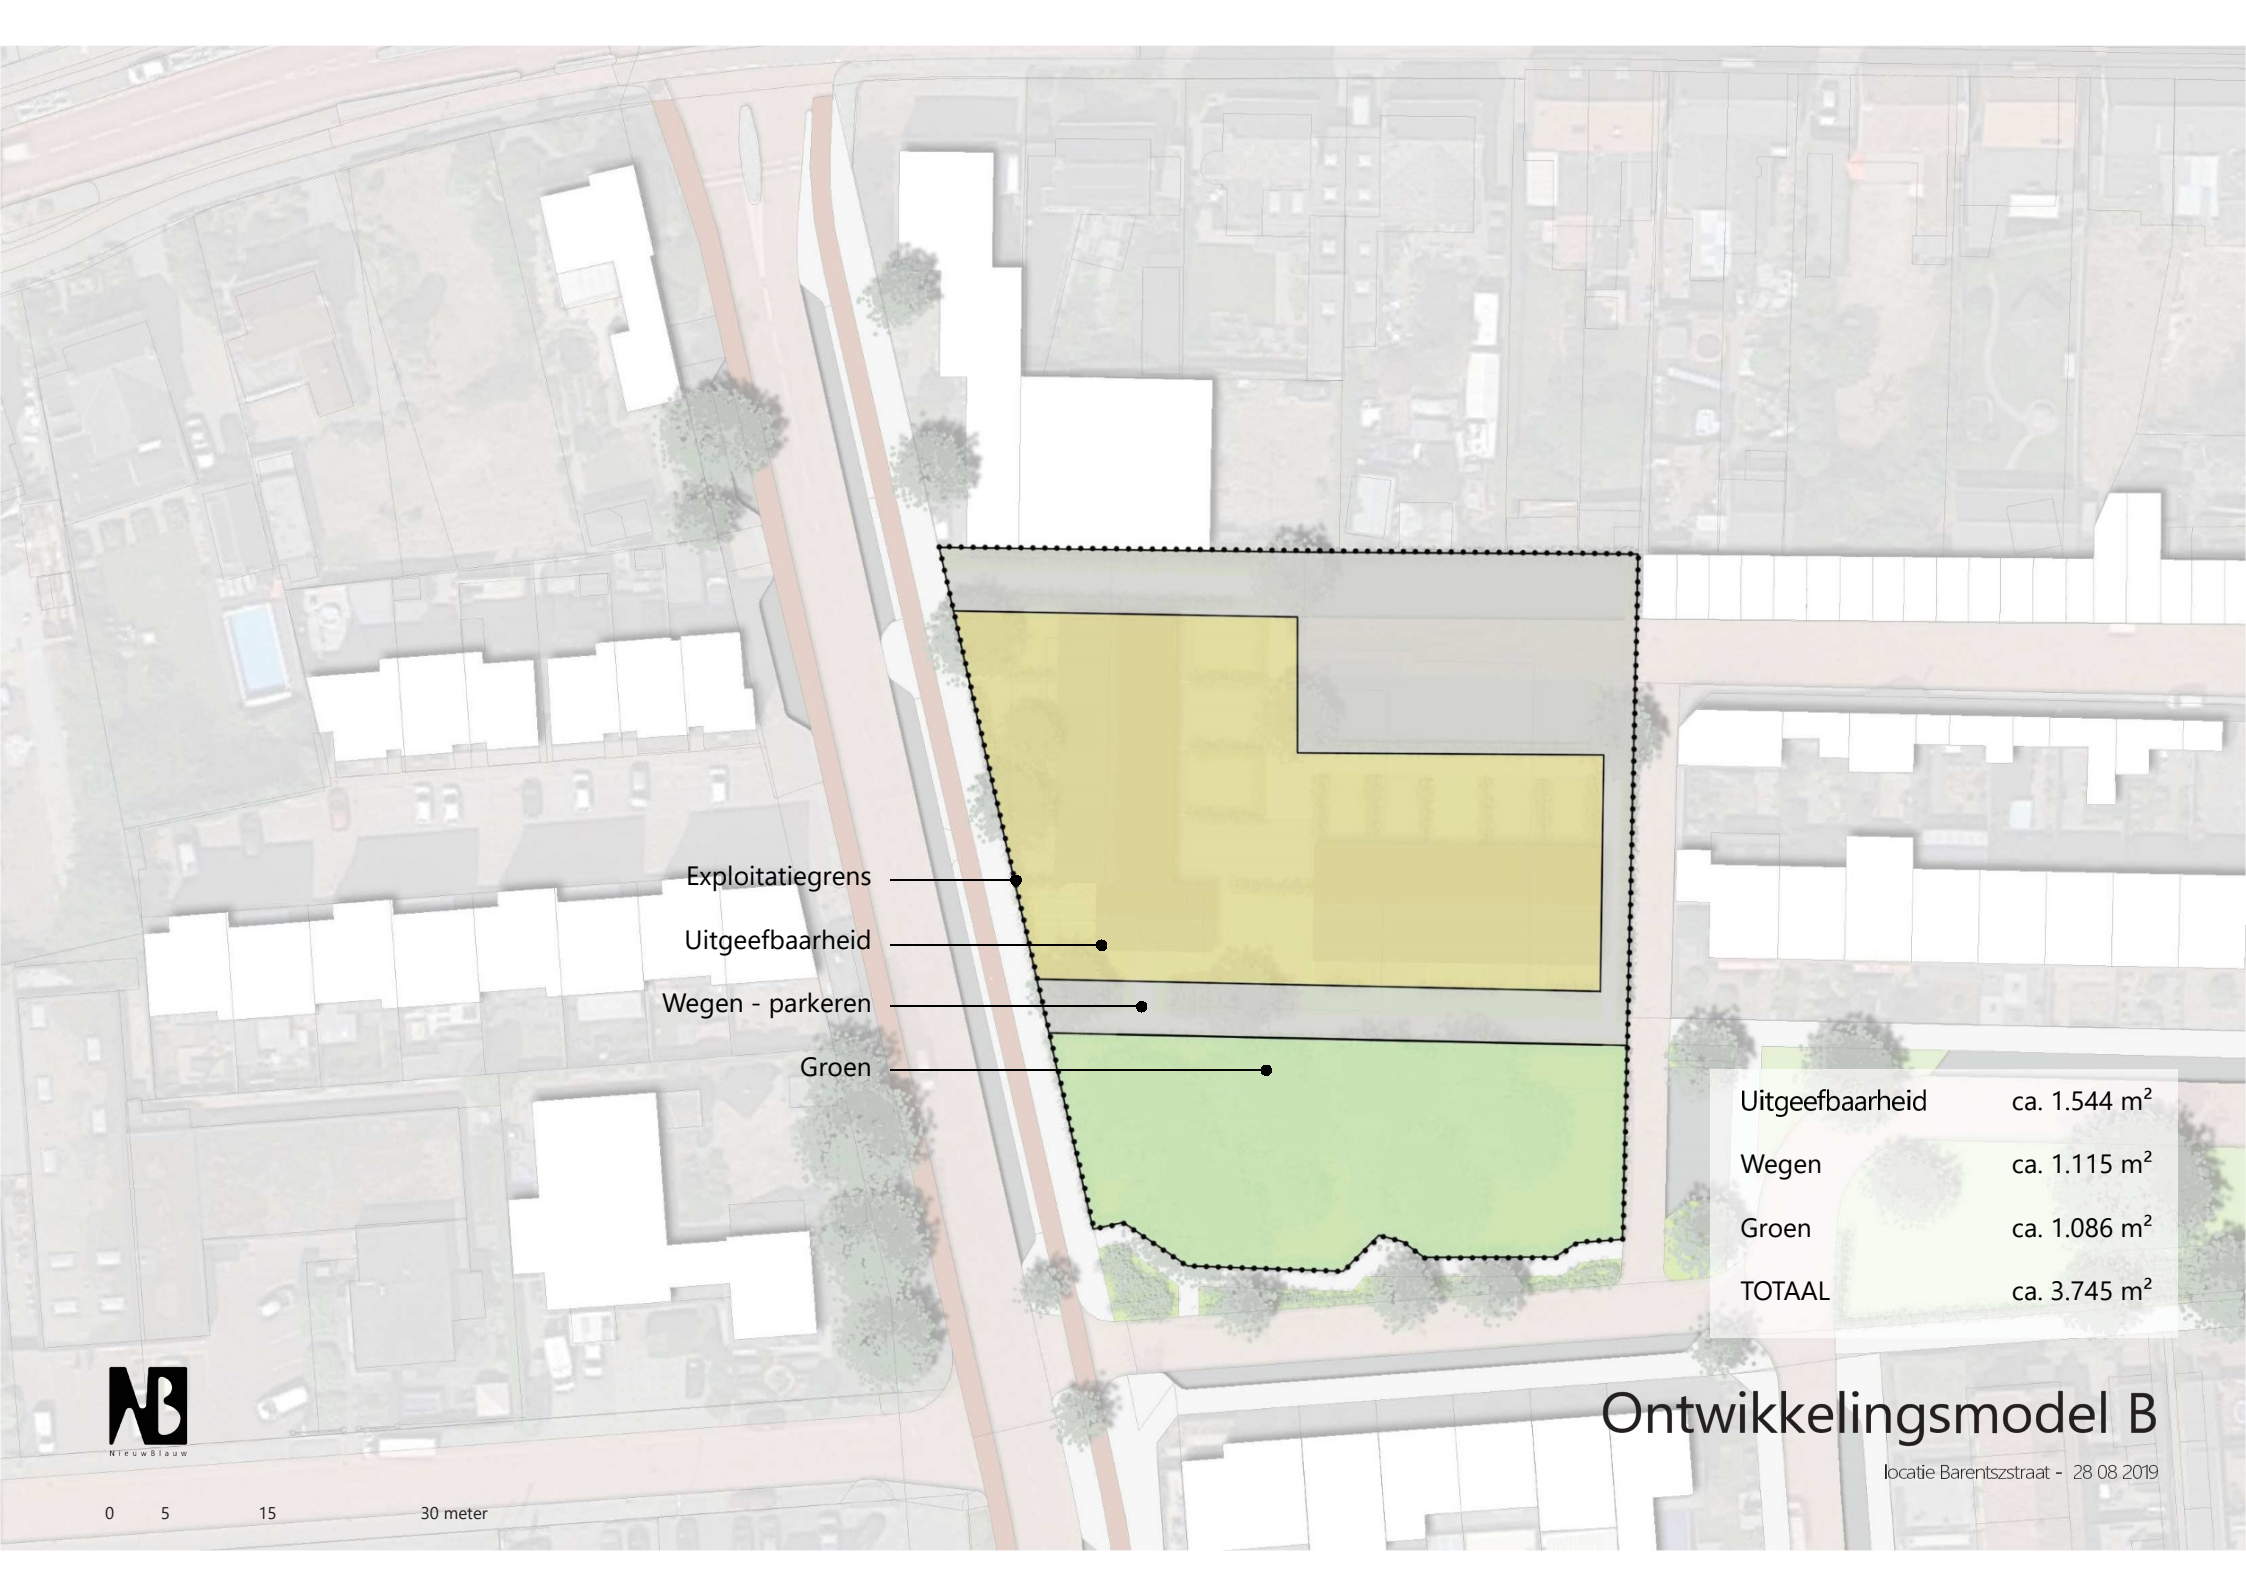 Exploitatiegrens
Uitgeefbaarheid
Wegen - parkeren
Groen
Uitgeefbaarheid ca. 1.544 m²
Wegen ca. 1.115 m²
Groen ca. 1.086 m²
TOTAAL ca. 3.745 m²
Ontwikkelingsmodel B
locatie Barentszstraat - 28 08 2019
NB
NieuwBlauw
0 5 15 30 meter